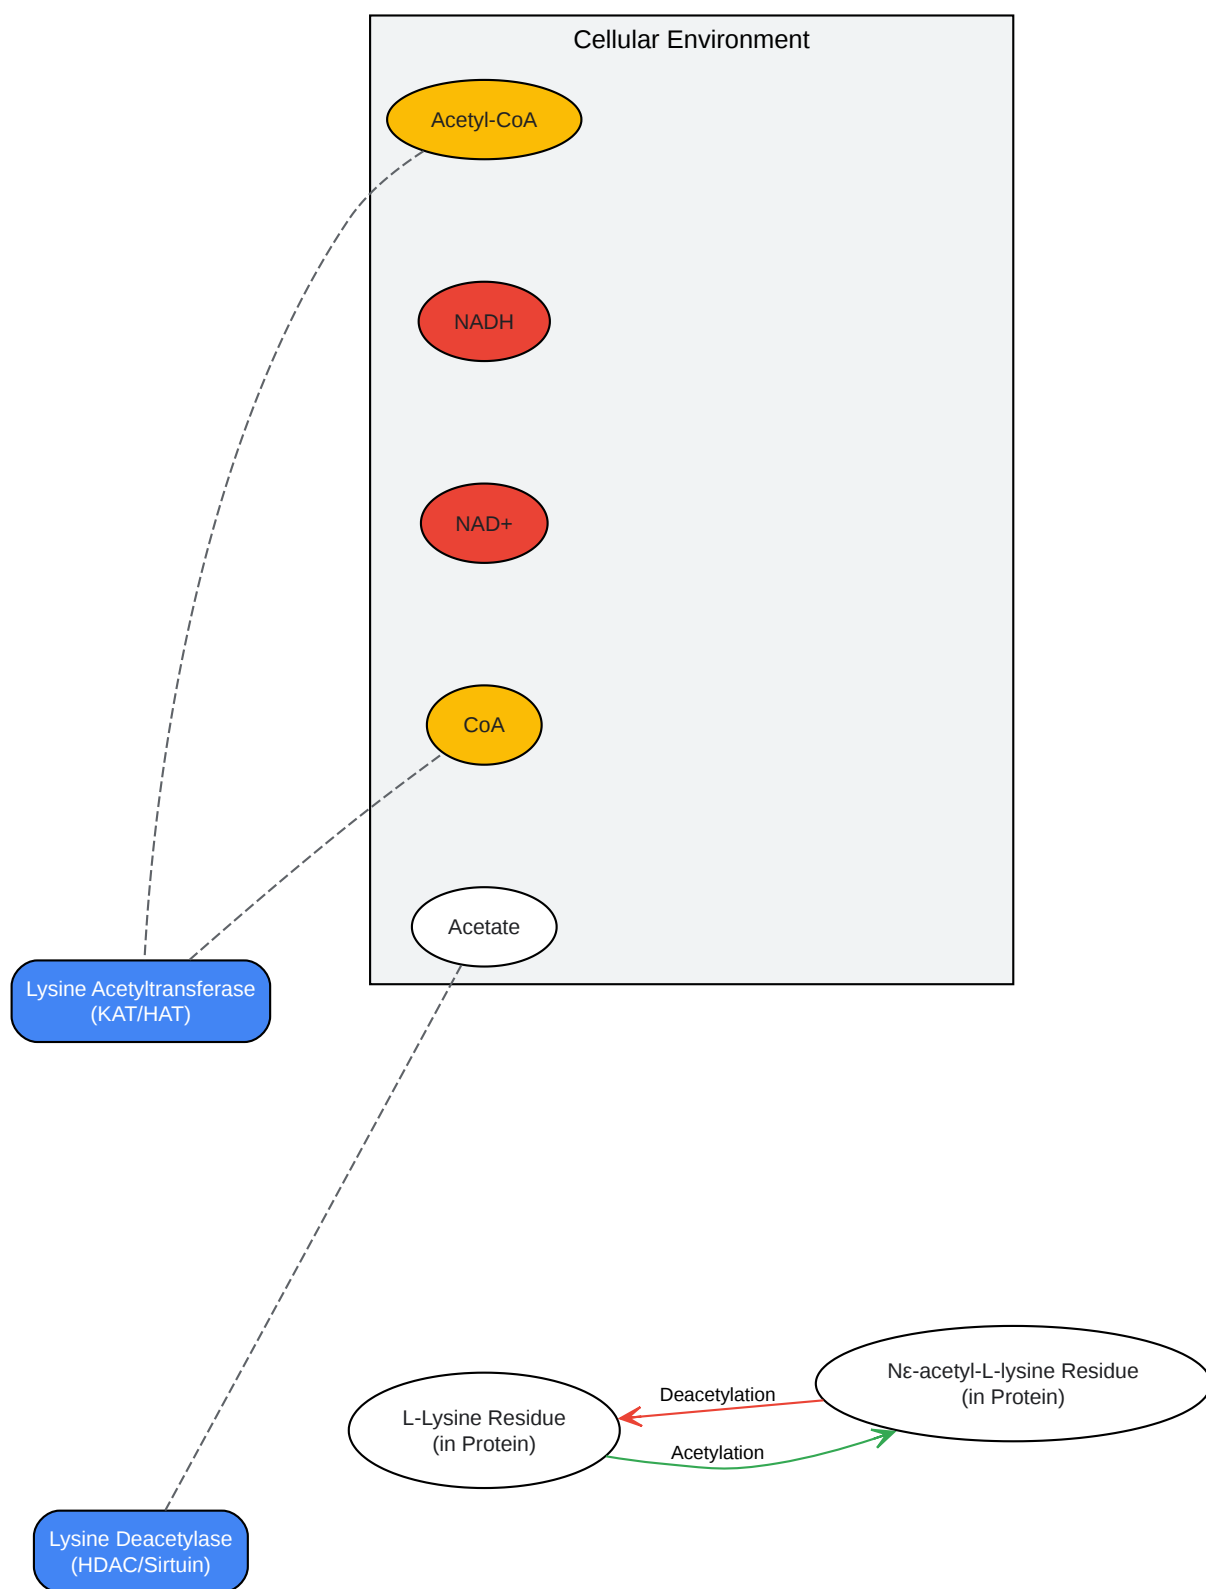 Cellular Environment
Acetyl-CoA
NADH
NAD+
CoA
Acetate
Lysine Acetyltransferase
(KAT/HAT)
Nε-acetyl-L-lysine Residue
(in Protein)
Deacetylation
L-Lysine Residue
(in Protein)
Acetylation
Lysine Deacetylase
(HDAC/Sirtuin)